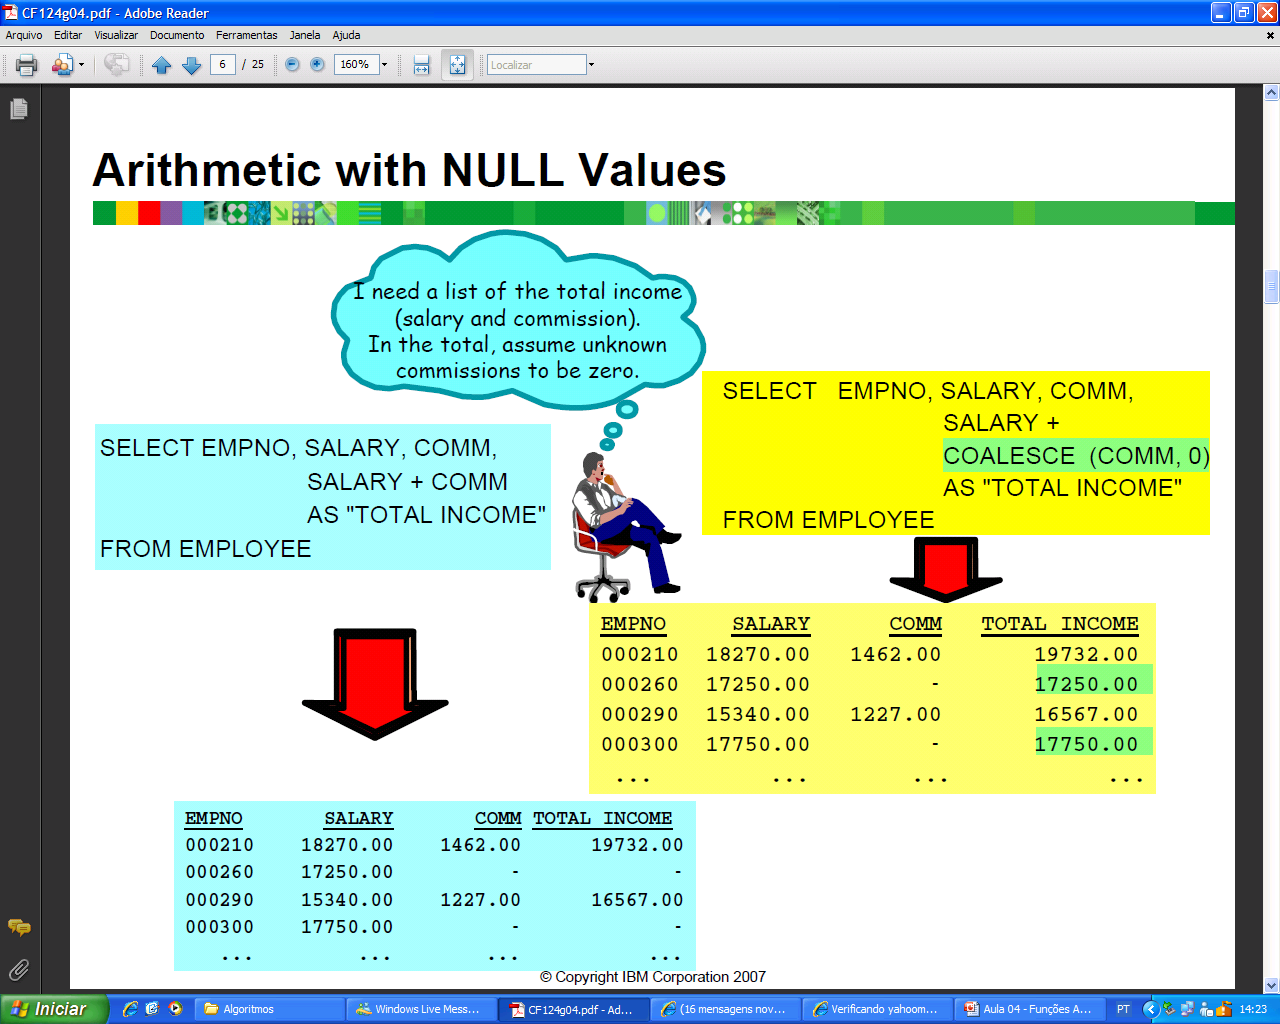 CF124g04.pdf - Adobe Reader
Arquivo Editar Visualizar Documento Ferramentas Janela Ajuda
6 / 25 160% Localizar
Arithmetic with NULL Values
I need a list of the total income
(salary and commission).
In the total, assume unknown
commissions to be zero.
SELECT EMPNO, SALARY, COMM,
SALARY + COMM
AS "TOTAL INCOME"
FROM EMPLOYEE
SELECT EMPNO, SALARY, COMM,
SALARY +
COALESCE (COMM, 0)
AS "TOTAL INCOME"
FROM EMPLOYEE
EMPNO SALARY COMM TOTAL INCOME
000210 18270.00 1462.00 19732.00
000260 17250.00 - 17250.00
000290 15340.00 1227.00 16567.00
000300 17750.00 - 17750.00
... ... ... ...
EMPNO SALARY COMM TOTAL INCOME
000210 18270.00 1462.00 19732.00
000260 17250.00 - -
000290 15340.00 1227.00 16567.00
000300 17750.00 - -
... ... ... ...
© Copyright IBM Corporation 2007
Iniciar Algoritmos Windows Live Mess... CF124g04.pdf - Ad... (16 mensagens nov... Verificando yahoom... Aula 04 - Funções A... PT 14:23